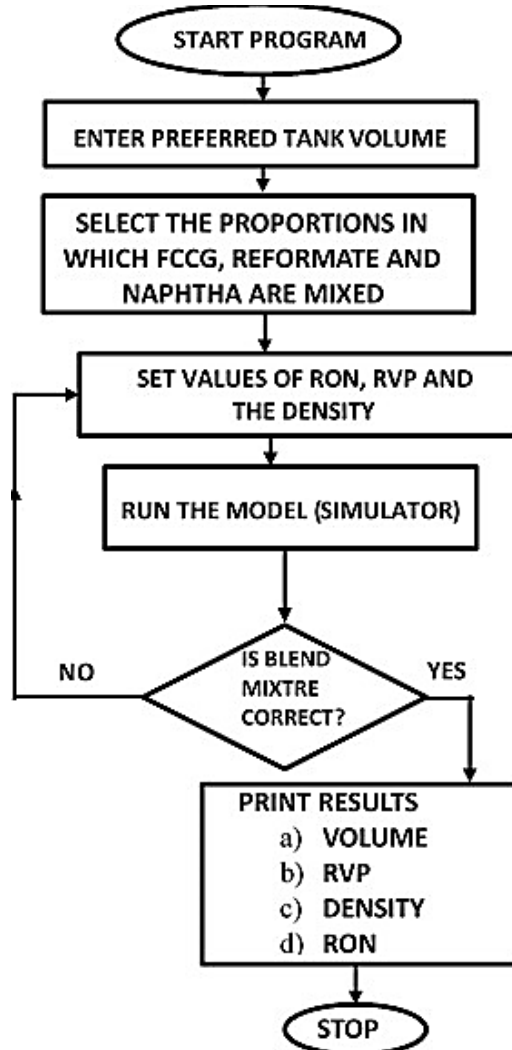 START PROGRAM
ENTER PREFERRED TANK VOLUME
SELECT THE PROPORTIONS IN
WHICH FCCG, REFORMATE AND
NAPHTHA ARE MIXED
SET VALUES OF RON, RVP AND
THE DENSITY
RUN THE MODEL (SIMULATOR)
IS BLEND
MIXTRE
CORRECT?
NO
YES
PRINT RESULTS
a) VOLUME
b) RVP
c) DENSITY
d) RON
STOP